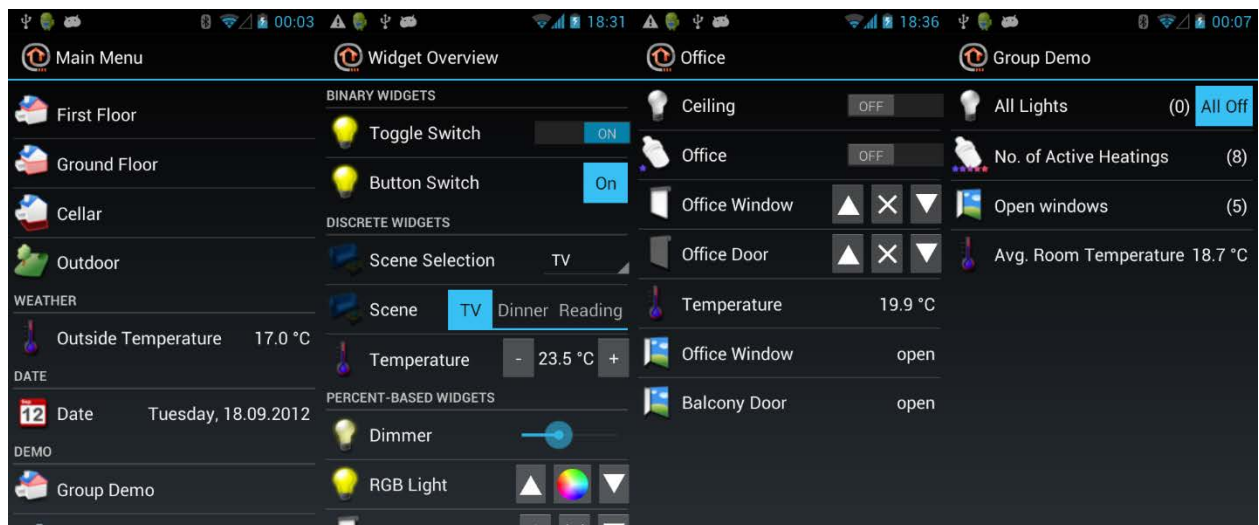 00:03
Main Menu
First Floor
Ground Floor
Cellar
Outdoor
WEATHER
Outside Temperature 17.0 °C
DATE
12 Date Tuesday, 18.09.2012
DEMO
Group Demo
18:31
Widget Overview
BINARY WIDGETS
Toggle Switch ON
Button Switch On
DISCRETE WIDGETS
Scene Selection TV
Scene TV Dinner Reading
Temperature - 23.5 °C +
PERCENT-BASED WIDGETS
Dimmer
RGB Light
18:36
Office
Ceiling OFF
Office OFF
Office Window
Office Door
Temperature 19.9 °C
Office Window open
Balcony Door open
00:07
Group Demo
All Lights (0) All Off
No. of Active Heatings (8)
Open windows (5)
Avg. Room Temperature 18.7 °C